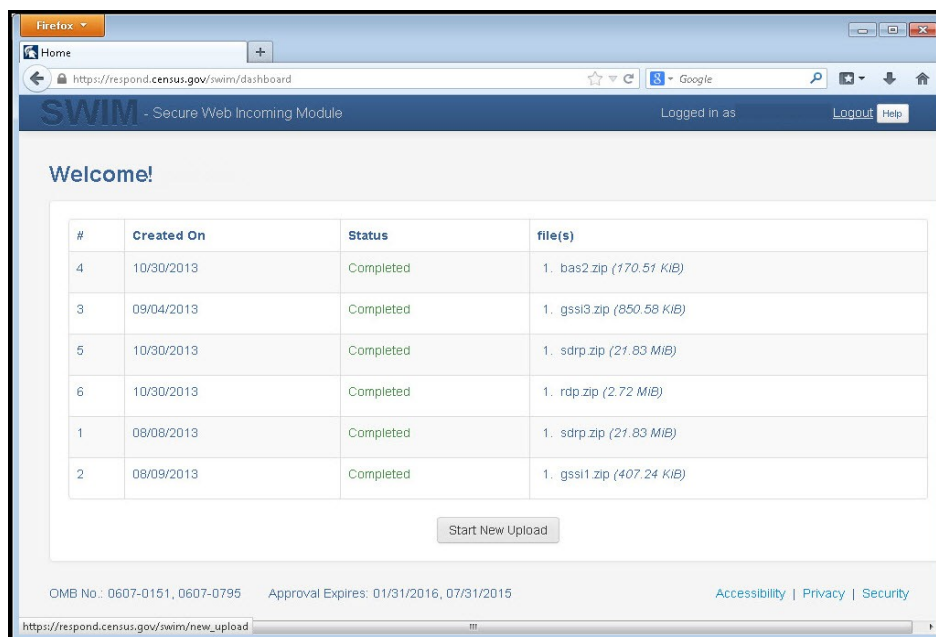 Firefox
Home
https://respond.census.gov/swim/dashboard
Google
SWIM - Secure Web Incoming Module
Logged in as
Logout Help
Welcome!
# Created On Status file(s)
4 10/30/2013 Completed 1. bas2.zip (170.51 KiB)
3 09/04/2013 Completed 1. gssi3.zip (850.58 KiB)
5 10/30/2013 Completed 1. sdrp.zip (21.83 MiB)
6 10/30/2013 Completed 1. rdp.zip (2.72 MiB)
1 08/08/2013 Completed 1. sdrp.zip (21.83 MiB)
2 08/09/2013 Completed 1. gssi1.zip (407.24 KiB)
Start New Upload
OMB No.: 0607-0151, 0607-0795 Approval Expires: 01/31/2016, 07/31/2015 Accessibility | Privacy | Security
https://respond.census.gov/swim/new_upload